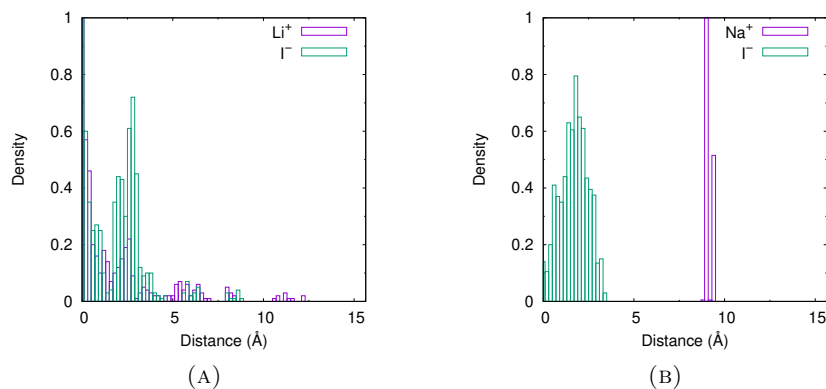 1
0.8
0.6
0.4
0.2
0
0 5 10 15
Density
Distance (Å)
Li⁺
I⁻
(A)
1
0.8
0.6
0.4
0.2
0
0 5 10 15
Density
Distance (Å)
Na⁺
I⁻
(B)